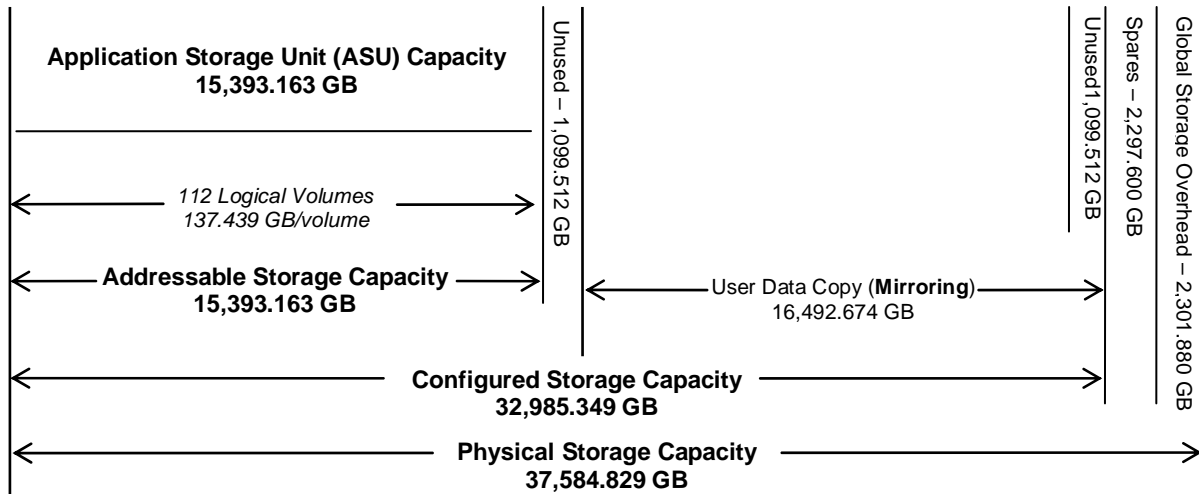 Application Storage Unit (ASU) Capacity
15,393.163 GB
112 Logical Volumes
137.439 GB/volume
Addressable Storage Capacity
15,393.163 GB
Unused – 1,099.512 GB
User Data Copy (Mirroring)
16,492.674 GB
Unused1,099.512 GB
Spares – 2,297.600 GB
Global Storage Overhead – 2,301.880 GB
Configured Storage Capacity
32,985.349 GB
Physical Storage Capacity
37,584.829 GB